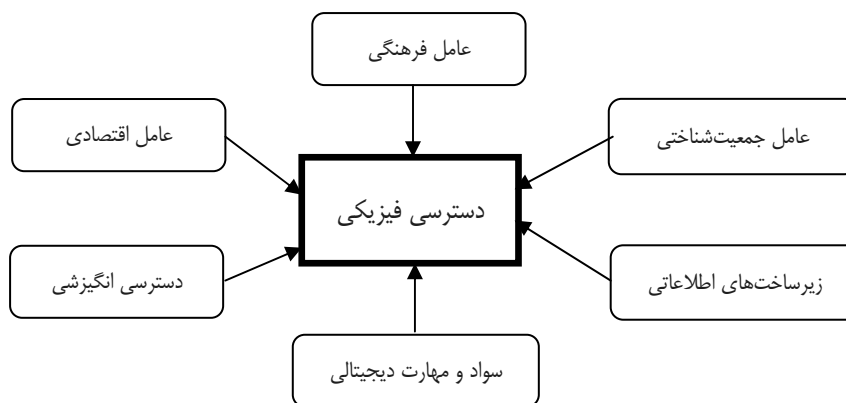 عامل فرهنگی
عامل جمعیت‌شناختی
عامل اقتصادی
دسترسی فیزیکی
زیرساخت‌های اطلاعاتی
دسترسی انگیزشی
سواد و مهارت دیجیتالی